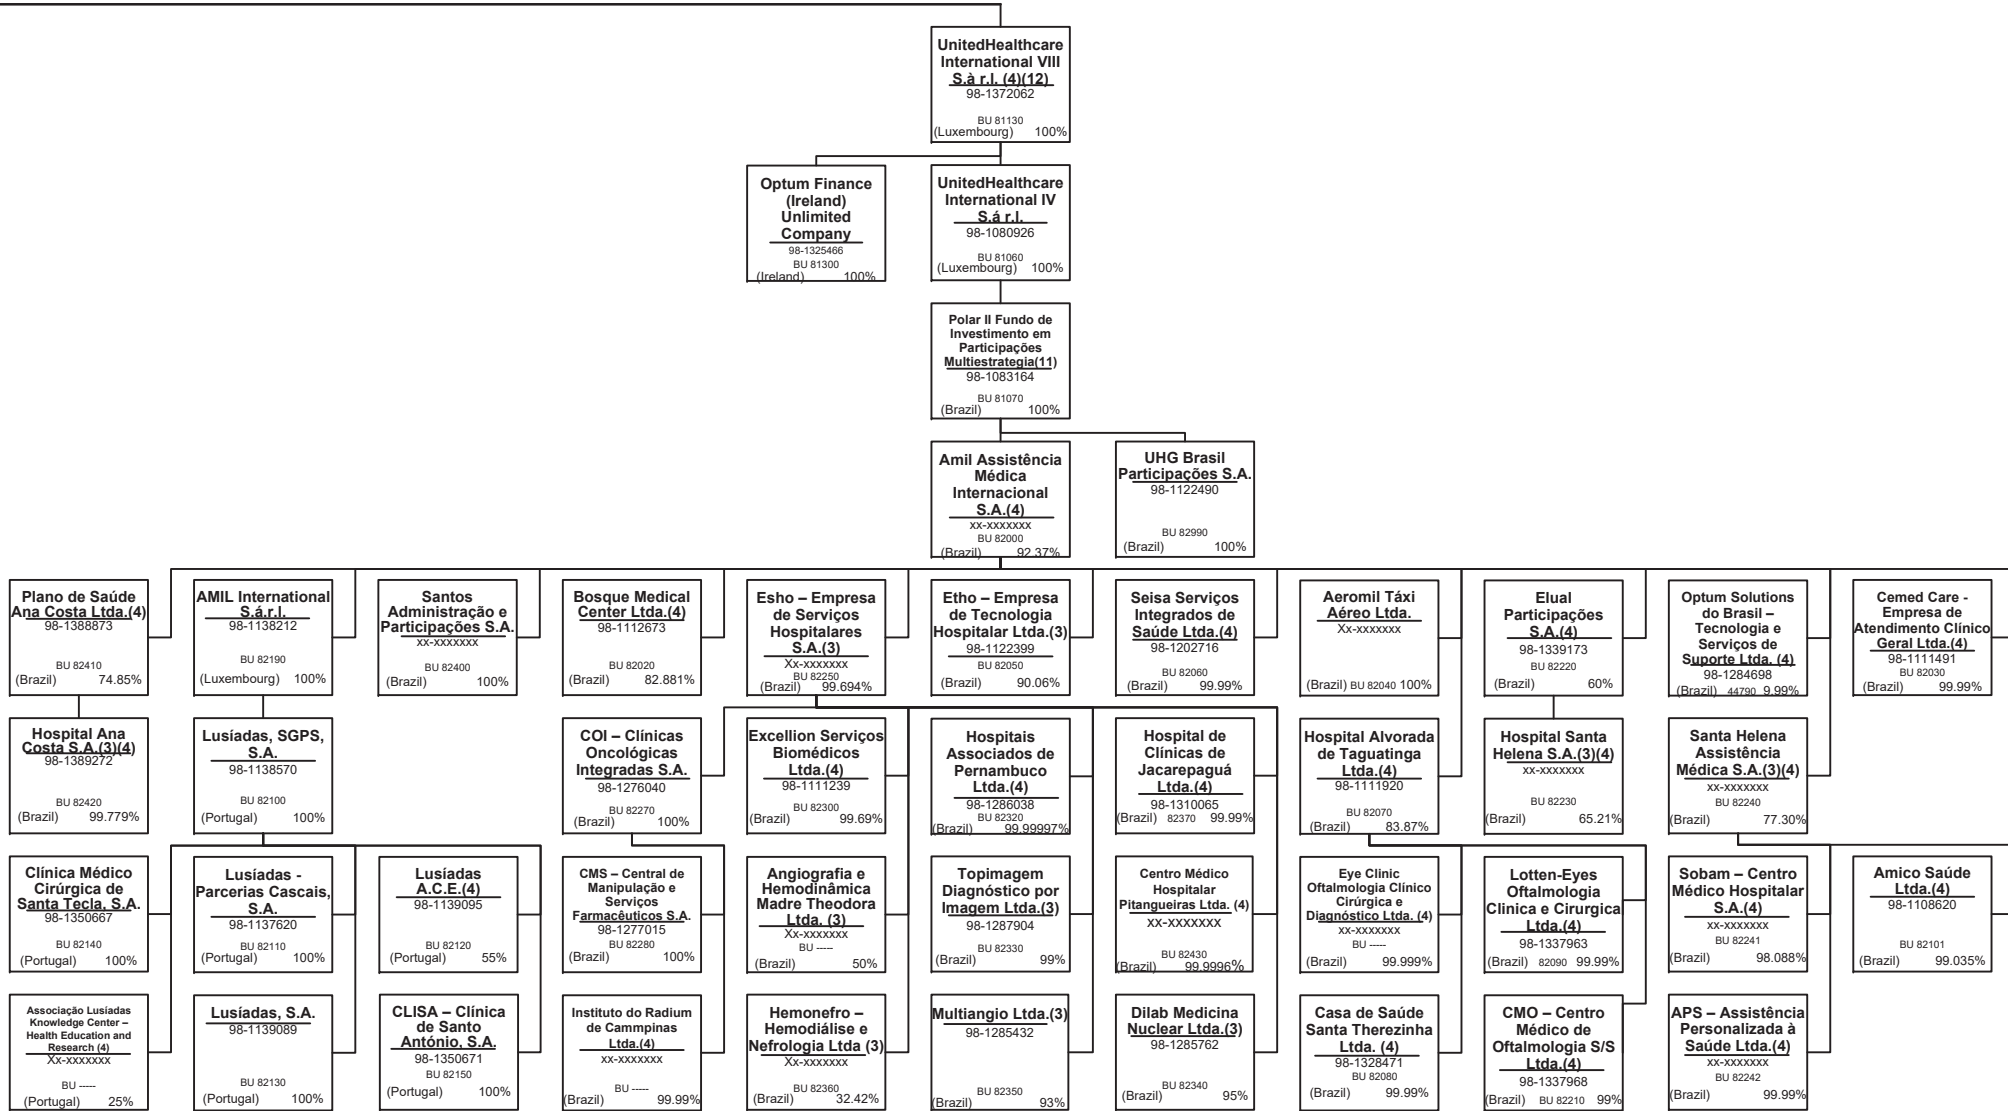 UnitedHealthcare
International VIII
S.à r.l. (4)(12)
98-1372062
BU 81130
(Luxembourg) 100%
Optum Finance
(Ireland)
Unlimited
Company
98-1325466
BU 81300
(Ireland) 100%
UnitedHealthcare
International IV
S.á r.l.
98-1080926
BU 81060
(Luxembourg) 100%
Polar II Fundo de
Investimento em
Participações
Multiestrategia(11)
98-1083164
BU 81070
(Brazil) 100%
Amil Assistência
Médica
Internacional
S.A.(4)
xx-xxxxxxx
BU 82000
(Brazil) 92.37%
UHG Brasil
Participações S.A.
98-1122490
BU 82990
(Brazil) 100%
Plano de Saúde
Ana Costa Ltda.(4)
98-1388873
BU 82410
(Brazil) 74.85%
AMIL International
S.á.r.l.
98-1138212
BU 82190
(Luxembourg) 100%
Santos
Administração e
Participações S.A.
xx-xxxxxxx
BU 82400
(Brazil) 100%
Bosque Medical
Center Ltda.(4)
98-1112673
BU 82020
(Brazil) 82.881%
Esho – Empresa
de Serviços
Hospitalares
S.A.(3)
Xx-xxxxxxx
BU 82250
(Brazil) 99.694%
Etho – Empresa
de Tecnologia
Hospitalar Ltda.(3)
98-1122399
BU 82050
(Brazil) 90.06%
Seisa Serviços
Integrados de
Saúde Ltda.(4)
98-1202716
BU 82060
(Brazil) 99.99%
Aeromil Táxi
Aéreo Ltda.
Xx-xxxxxxx
(Brazil) BU 82040 100%
Elual
Participações
S.A.(4)
98-1339173
BU 82220
(Brazil) 60%
Optum Solutions
do Brasil –
Tecnologia e
Serviços de
Suporte Ltda. (4)
98-1284698
(Brazil) 44790 9.99%
Cemed Care -
Empresa de
Atendimento Clínico
Geral Ltda.(4)
98-1111491
BU 82030
(Brazil) 99.99%
Hospital Ana
Costa S.A.(3)(4)
98-1389272
BU 82420
(Brazil) 99.779%
Lusíadas, SGPS,
S.A.
98-1138570
BU 82100
(Portugal) 100%
COI – Clínicas
Oncológicas
Integradas S.A.
98-1276040
BU 82270
(Brazil) 100%
Excellion Serviços
Biomédicos
Ltda.(4)
98-1111239
BU 82300
(Brazil) 99.69%
Hospitais
Associados de
Pernambuco
Ltda.(4)
98-1286038
BU 82320
(Brazil) 99.99997%
Hospital de
Clínicas de
Jacarepaguá
Ltda.(4)
98-1310065
(Brazil) 82370 99.99%
Hospital Alvorada
de Taguatinga
Ltda.(4)
98-1111920
BU 82070
(Brazil) 83.87%
Hospital Santa
Helena S.A.(3)(4)
xx-xxxxxxx
BU 82230
(Brazil) 65.21%
Santa Helena
Assistência
Médica S.A.(3)(4)
xx-xxxxxxx
BU 82240
(Brazil) 77.30%
Clínica Médico
Cirúrgica de
Santa Tecla, S.A.
98-1350667
BU 82140
(Portugal) 100%
Lusíadas -
Parcerias Cascais,
S.A.
98-1137620
BU 82110
(Portugal) 100%
Lusíadas
A.C.E.(4)
98-1139095
BU 82120
(Portugal) 55%
CMS – Central de
Manipulação e
Serviços
Farmacêuticos S.A.
98-1277015
BU 82280
(Brazil) 100%
Angiografia e
Hemodinâmica
Madre Theodora
Ltda. (3)
Xx-xxxxxxx
BU -----
(Brazil) 50%
Topimagem
Diagnóstico por
Imagem Ltda.(3)
98-1287904
BU 82330
(Brazil) 99%
Centro Médico
Hospitalar
Pitangueiras Ltda. (4)
xx-xxxxxxx
BU 82430
(Brazil) 99.9996%
Eye Clinic
Oftalmologia Clínico
Cirúrgica e
Diagnóstico Ltda. (4)
xx-xxxxxxx
BU -----
(Brazil) 99.999%
Lotten-Eyes
Oftalmologia
Clinica e Cirurgica
Ltda.(4)
98-1337963
(Brazil) 82090 99.99%
Sobam – Centro
Médico Hospitalar
S.A.(4)
xx-xxxxxxx
BU 82241
(Brazil) 98.088%
Amico Saúde
Ltda.(4)
98-1108620
BU 82101
(Brazil) 99.035%
Associação Lusíadas
Knowledge Center –
Health Education and
Research (4)
Xx-xxxxxxx
BU -----
(Portugal) 25%
Lusíadas, S.A.
98-1139089
BU 82130
(Portugal) 100%
CLISA – Clínica
de Santo
António, S.A.
98-1350671
BU 82150
(Portugal) 100%
Instituto do Radium
de Cammpinas
Ltda.(4)
xx-xxxxxxx
BU -----
(Brazil) 99.99%
Hemonefro –
Hemodiálise e
Nefrologia Ltda (3)
Xx-xxxxxxx
BU 82360
(Brazil) 32.42%
Multiangio Ltda.(3)
98-1285432
BU 82350
(Brazil) 93%
Dilab Medicina
Nuclear Ltda.(3)
98-1285762
BU 82340
(Brazil) 95%
Casa de Saúde
Santa Therezinha
Ltda. (4)
98-1328471
BU 82080
(Brazil) 99.99%
CMO – Centro
Médico de
Oftalmologia S/S
Ltda.(4)
98-1337968
(Brazil) BU 82210 99%
APS – Assistência
Personalizada à
Saúde Ltda.(4)
xx-xxxxxxx
BU 82242
(Brazil) 99.99%